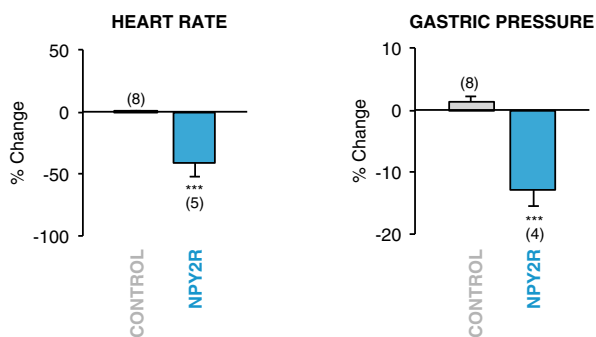 HEART RATE
% Change
50
0
-50
-100
(8)
***
(5)
CONTROL
NPY2R
GASTRIC PRESSURE
% Change
10
0
-10
-20
(8)
***
(4)
CONTROL
NPY2R